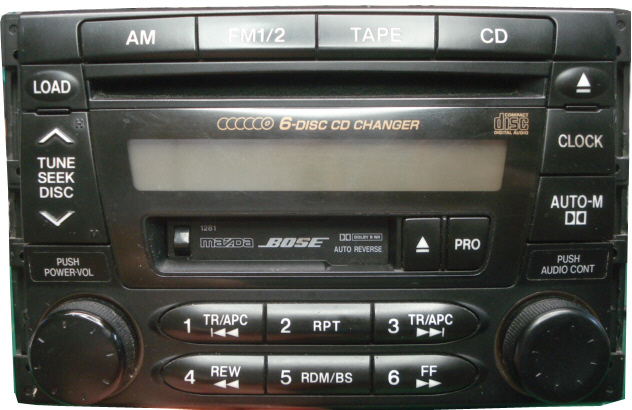 AM FM1/2 TAPE CD
LOAD
6-DISC CD CHANGER
COMPACT
disc
DIGITAL AUDIO
CLOCK
TUNE
SEEK
DISC
AUTO-M
1281
mazda BOSE
DOLBY B NR
AUTO REVERSE
PRO
PUSH
POWER-VOL
PUSH
AUDIO CONT
1 TR/APC
2 RPT
3 TR/APC
4 REW
5 RDM/BS
6 FF